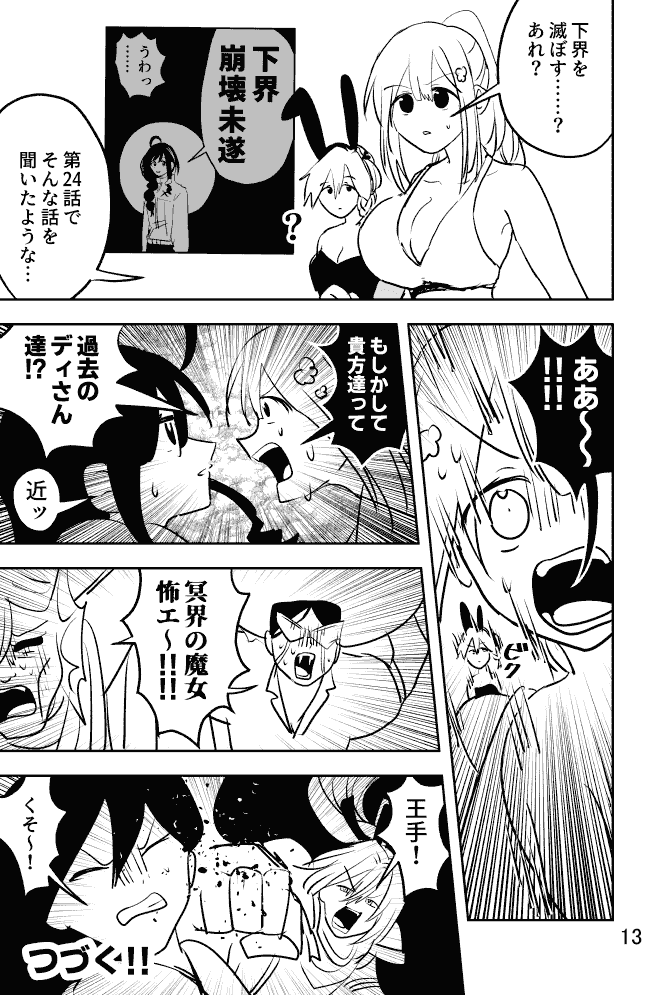 下界を
滅ぼす……？
あれ？
下界
崩壊未遂
うわっ
……
？
第24話で
そんな話を
聞いたような…
ああ～
!!!!
ビク
もしかして
貴方達って
過去の
ディさん
達!?
近ッ
冥界の魔女
怖エ～!!!!
王手！
くそ～！
つづく!!
13